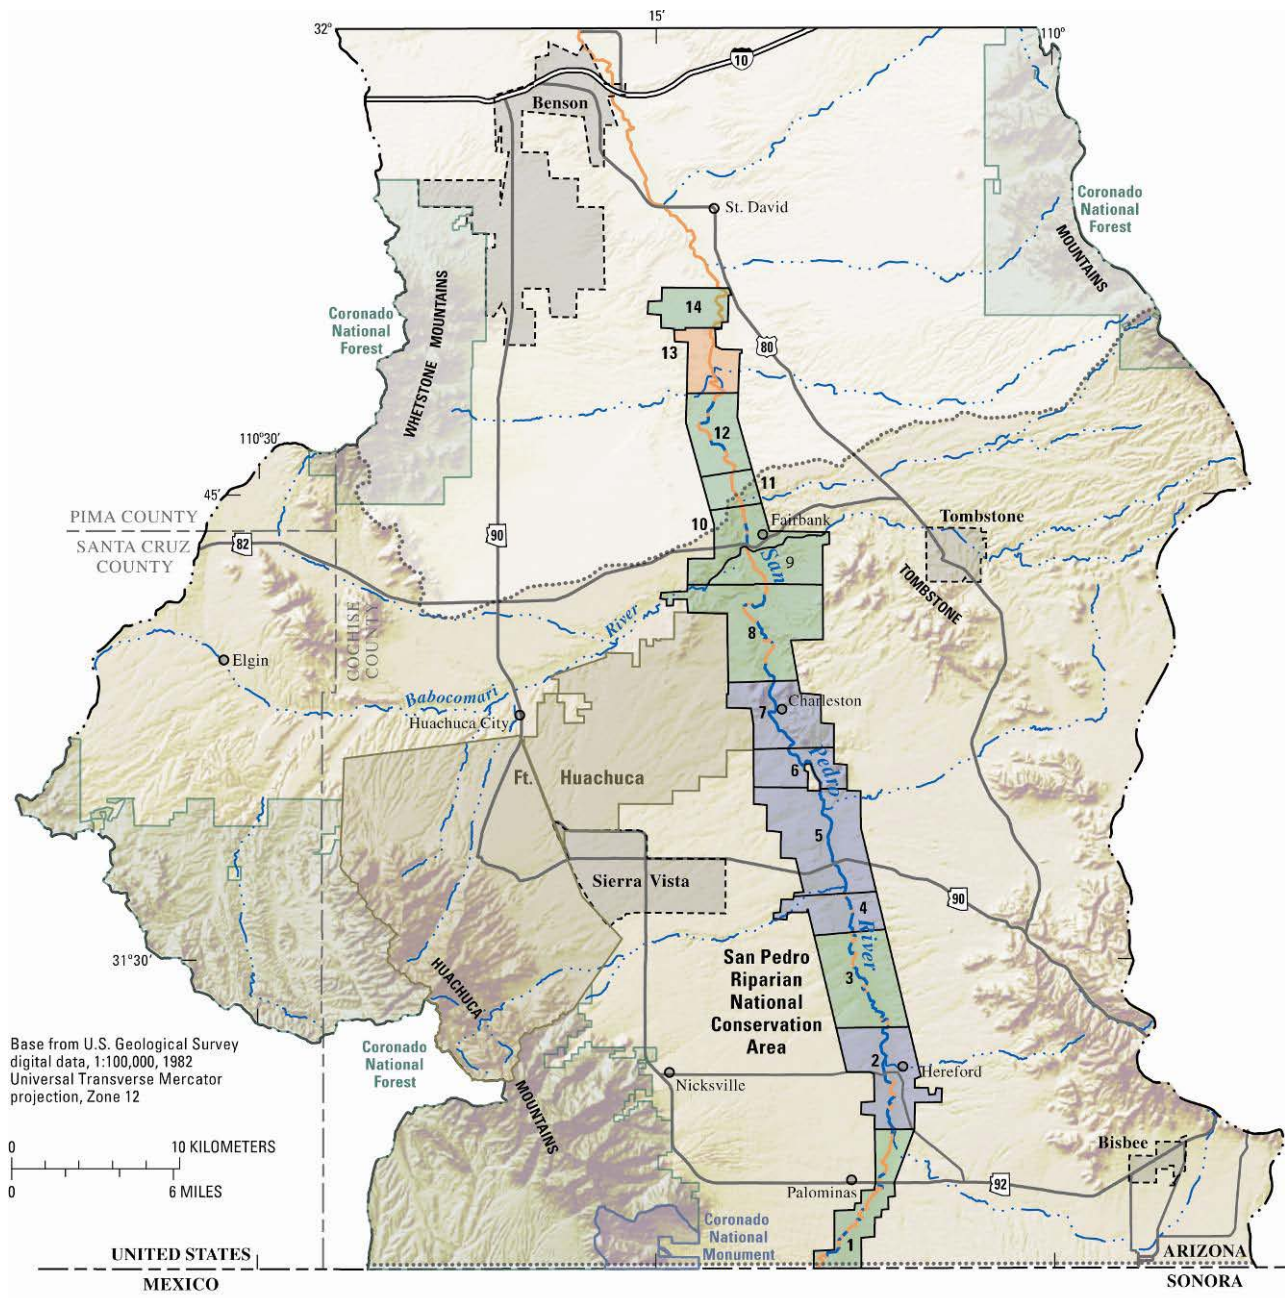 32°
15′
110°
10
Benson
St. David
Coronado
National
Forest
MOUNTAINS
Coronado
National
Forest
WHETSTONE MOUNTAINS
14
13
80
12
110°30′
45′
11
10
Fairbank
Tombstone
PIMA COUNTY
SANTA CRUZ
COUNTY
82
90
San
9
TOMBSTONE
COCHISE
COUNTY
River
8
Elgin
Babocomari
Huachuca City
7
Charleston
Ft. Huachuca
6
Pedro
5
Sierra Vista
90
4
River
31°30′
San Pedro
Riparian
National
Conservation
Area
3
HUACHUCA
MOUNTAINS
Base from U.S. Geological Survey
digital data, 1:100,000, 1982
Universal Transverse Mercator
projection, Zone 12
Coronado
National
Forest
2
Hereford
Nicksville
0 10 KILOMETERS
0 6 MILES
Bisbee
Palominas
92
Coronado
National
Monument
1
UNITED STATES
MEXICO
ARIZONA
SONORA